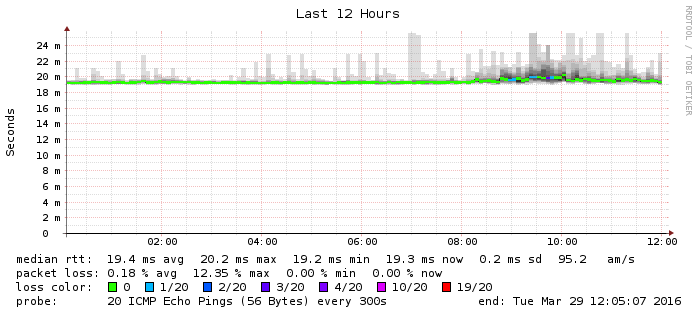 Last 12 Hours
RRDTOOL / TOBI OETIKER
Seconds
24 m
22 m
20 m
18 m
16 m
14 m
12 m
10 m
8 m
6 m
4 m
2 m
0
02:00 04:00 06:00 08:00 10:00 12:00
median rtt: 19.4 ms avg 20.2 ms max 19.2 ms min 19.3 ms now 0.2 ms sd 95.2 am/s
packet loss: 0.18 % avg 12.35 % max 0.00 % min 0.00 % now
loss color: 0 1/20 2/20 3/20 4/20 10/20 19/20
probe: 20 ICMP Echo Pings (56 Bytes) every 300s end: Tue Mar 29 12:05:07 2016